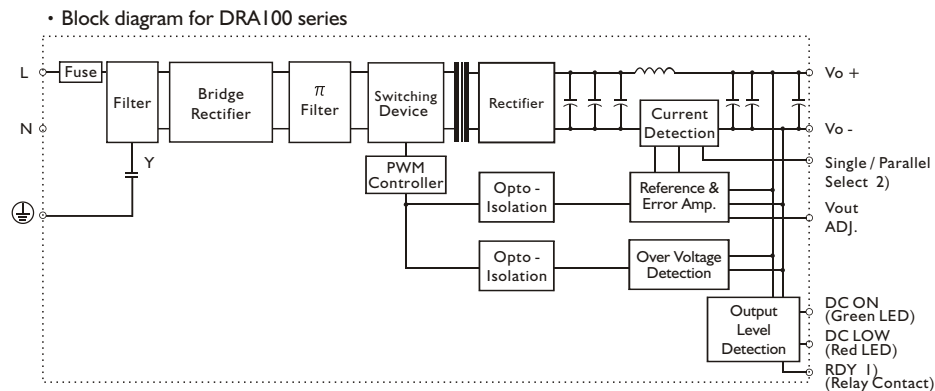 • Block diagram for DRA100 series
L
Fuse
Filter
Bridge
Rectifier
π
Filter
Switching
Device
Rectifier
Current
Detection
Vo +
N
Vo -
Y
PWM
Controller
Opto -
Isolation
Reference &
Error Amp.
Single / Parallel
Select 2)
Vout
ADJ.
Opto -
Isolation
Over Voltage
Detection
Output
Level
Detection
DC ON
(Green LED)
DC LOW
(Red LED)
RDY 1)
(Relay Contact)